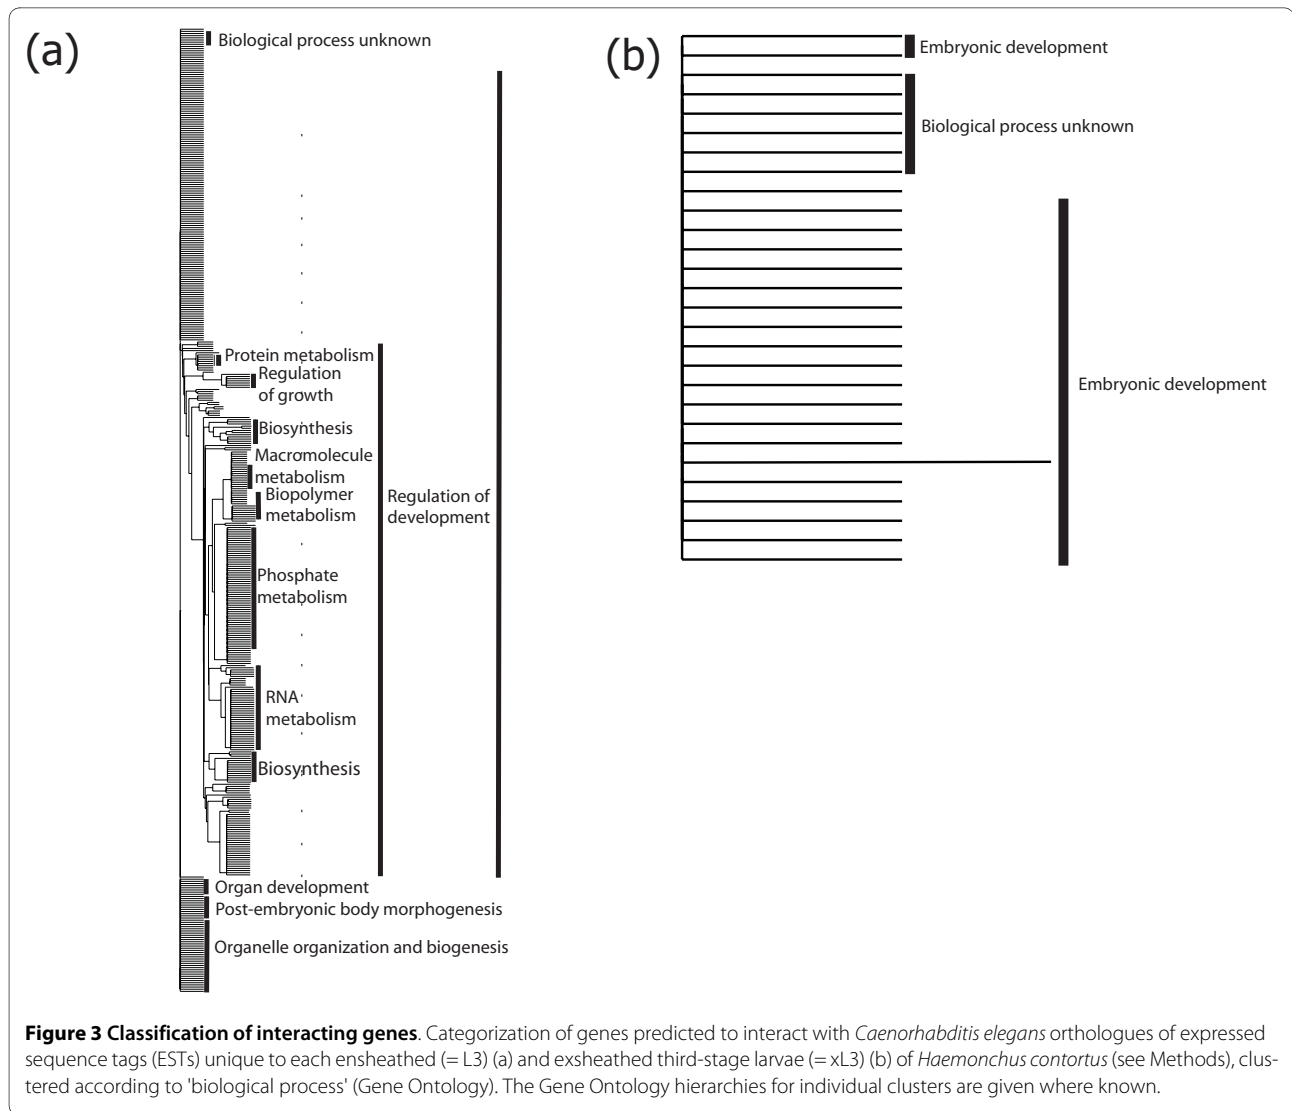 (a)
Biological process unknown
Protein metabolism
Regulation
of growth
Biosynthesis
Macromolecule
metabolism
Biopolymer
metabolism
Regulation of
development
Phosphate
metabolism
RNA
metabolism
Biosynthesis
Organ development
Post-embryonic body morphogenesis
Organelle organization and biogenesis
(b)
Embryonic development
Biological process unknown
Embryonic development
Figure 3 Classification of interacting genes. Categorization of genes predicted to interact with Caenorhabditis elegans orthologues of expressed
sequence tags (ESTs) unique to each ensheathed (= L3) (a) and exsheathed third-stage larvae (= xL3) (b) of Haemonchus contortus (see Methods), clus-
tered according to 'biological process' (Gene Ontology). The Gene Ontology hierarchies for individual clusters are given where known.